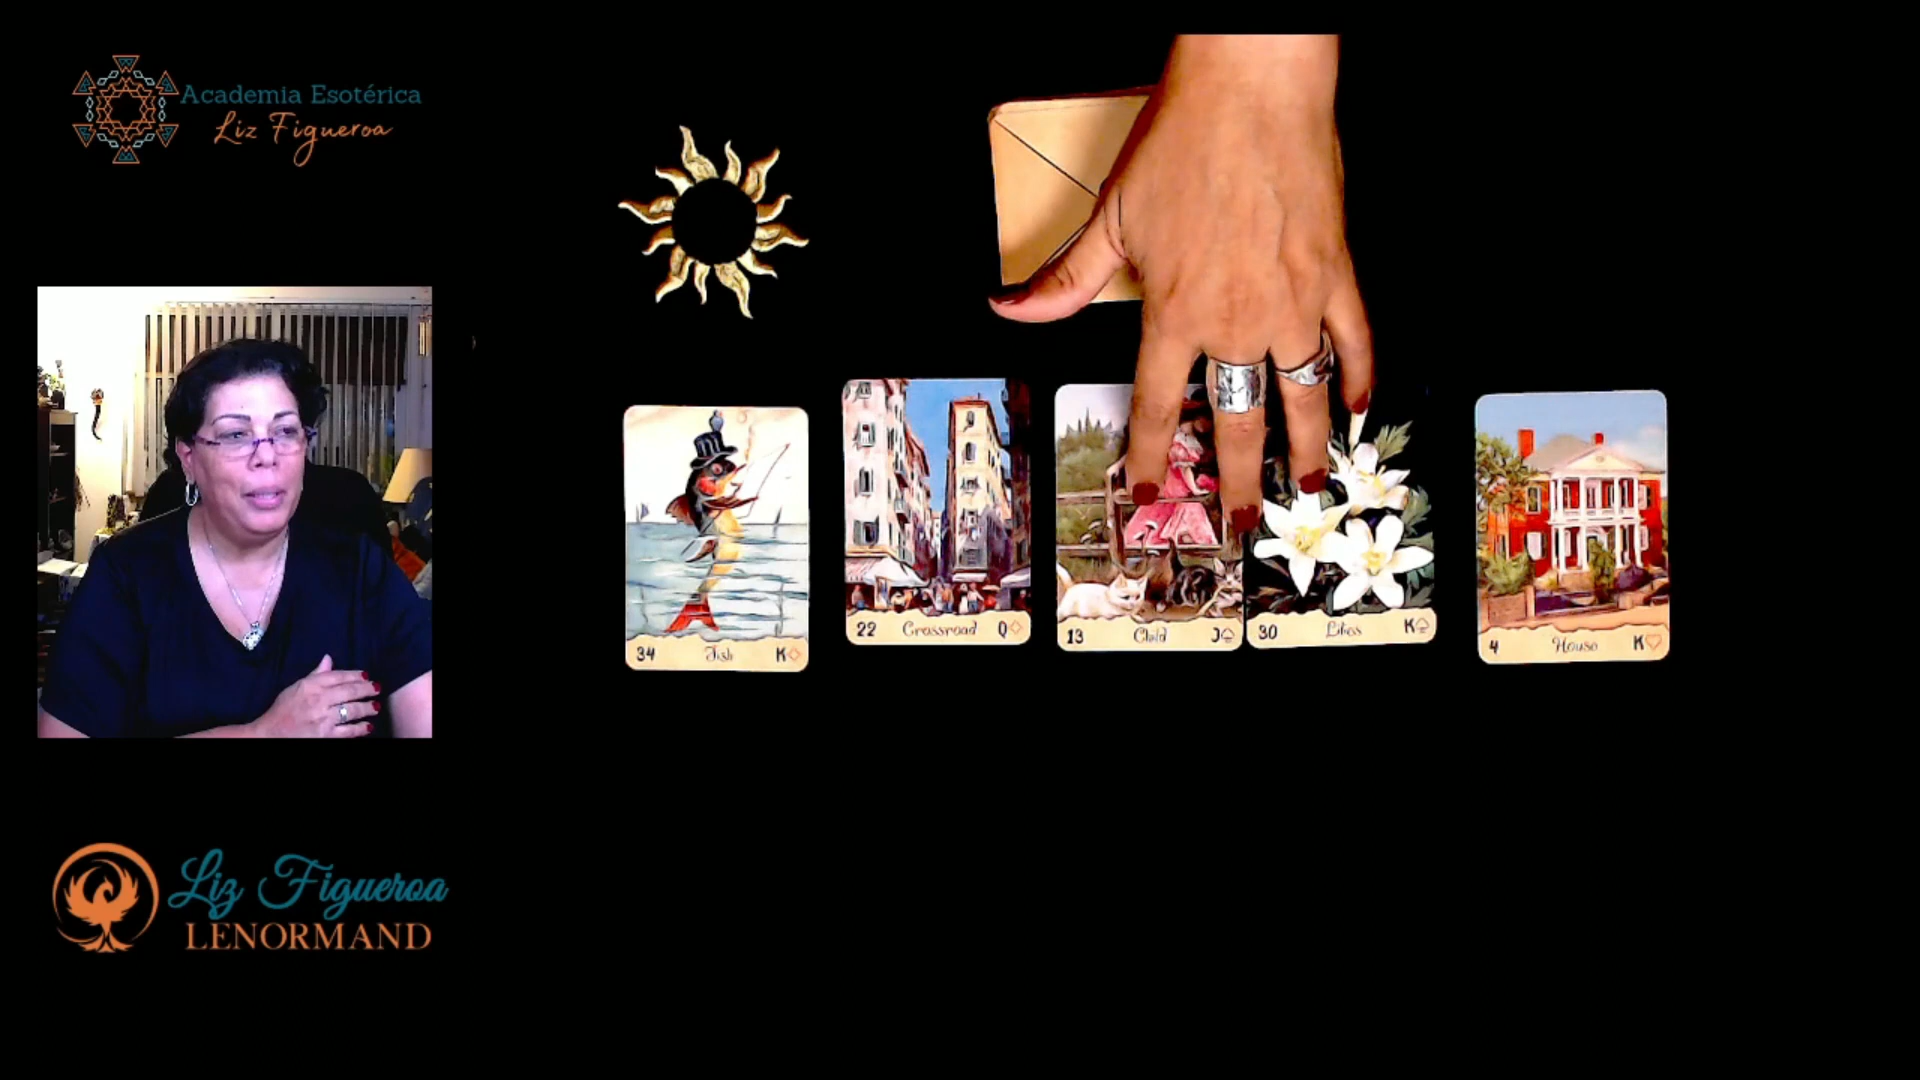 Academia Esotérica
Liz Figueroa
34 Fish K
22 Crossroad Q
13 Child J
30 Lilies K
4 House K
Liz Figueroa
LENORMAND